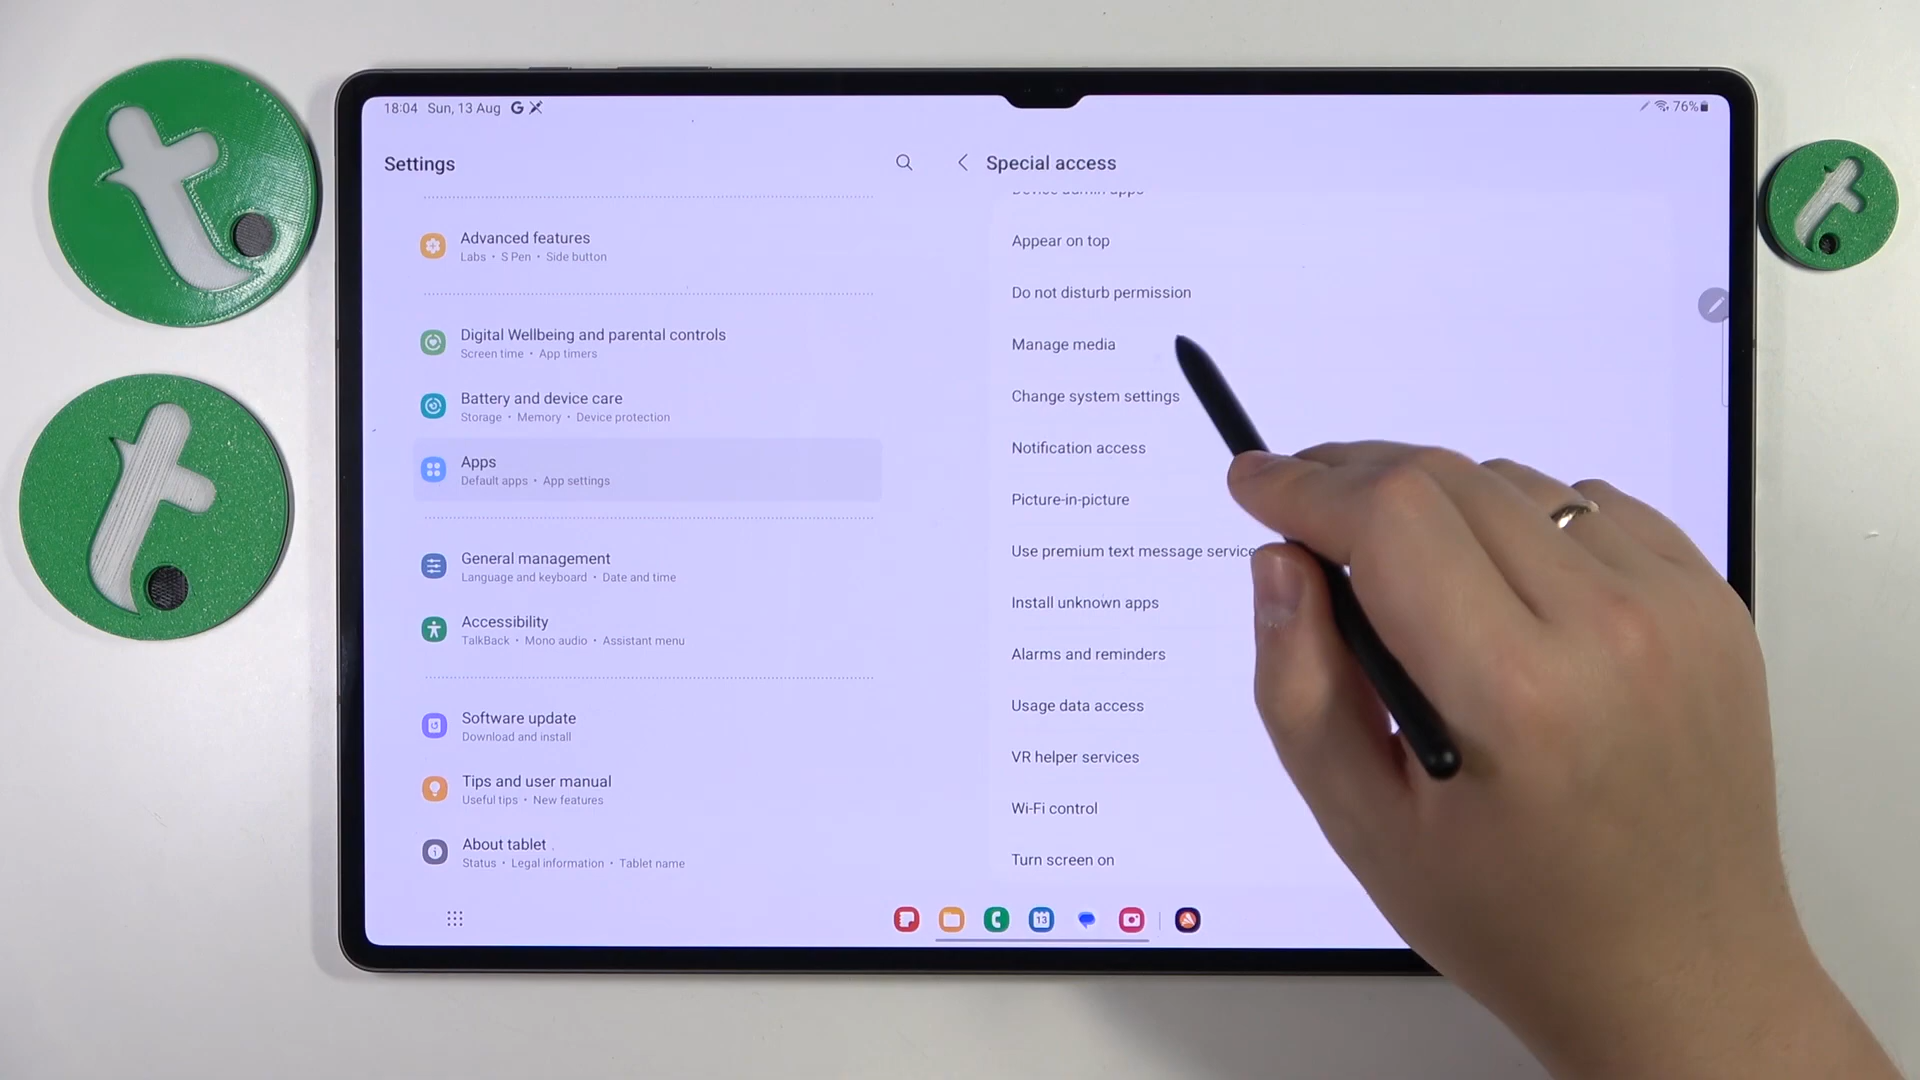 18:04 Sun, 13 Aug G
76%
Settings
Advanced features
Labs • S Pen • Side button
Digital Wellbeing and parental controls
Screen time • App timers
Battery and device care
Storage • Memory • Device protection
Apps
Default apps • App settings
General management
Language and keyboard • Date and time
Accessibility
TalkBack • Mono audio • Assistant menu
Software update
Download and install
Tips and user manual
Useful tips • New features
About tablet
Status • Legal information • Tablet name
Special access
Device admin apps
Appear on top
Do not disturb permission
Manage media
Change system settings
Notification access
Picture-in-picture
Use premium text message service
Install unknown apps
Alarms and reminders
Usage data access
VR helper services
Wi-Fi control
Turn screen on
13
t
t
t